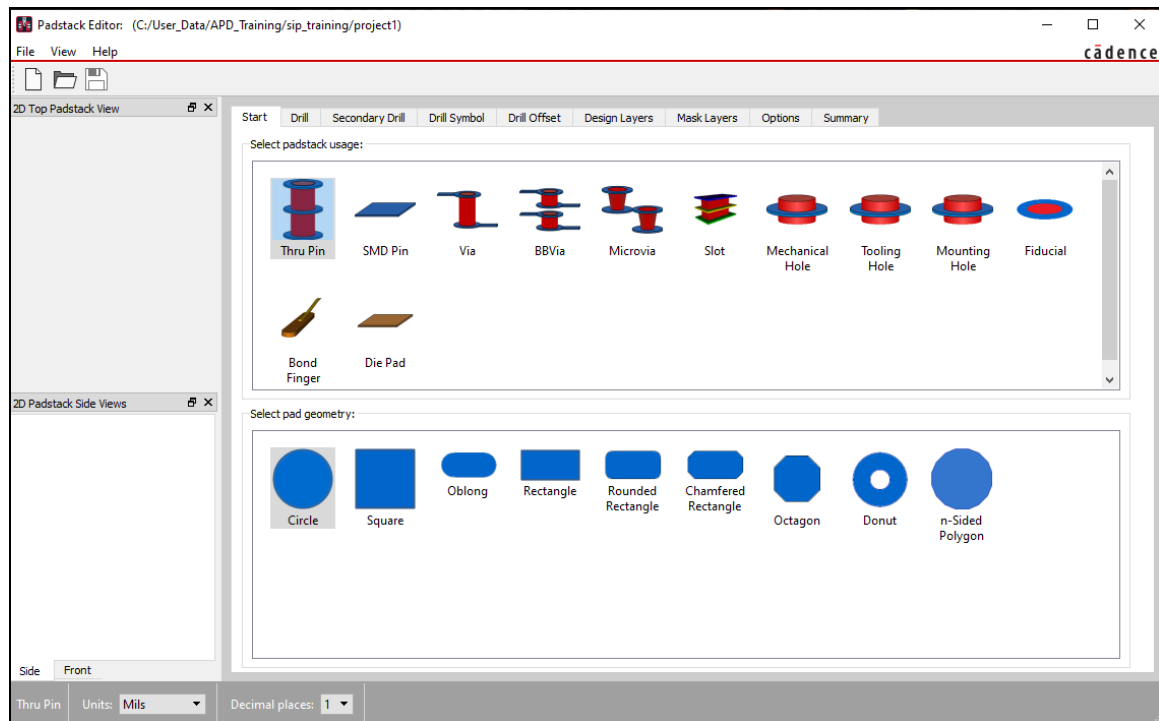 Padstack Editor: (C:/User_Data/APD_Training/sip_training/project1)
File View Help
cādence
2D Top Padstack View
Start Drill Secondary Drill Drill Symbol Drill Offset Design Layers Mask Layers Options Summary
Select padstack usage:
Thru Pin SMD Pin Via BBVia Microvia Slot Mechanical Hole Tooling Hole Mounting Hole Fiducial
Bond Finger Die Pad
2D Padstack Side Views
Select pad geometry:
Circle Square Oblong Rectangle Rounded Rectangle Chamfered Rectangle Octagon Donut n-Sided Polygon
Side Front
Thru Pin Units: Mils Decimal places: 1